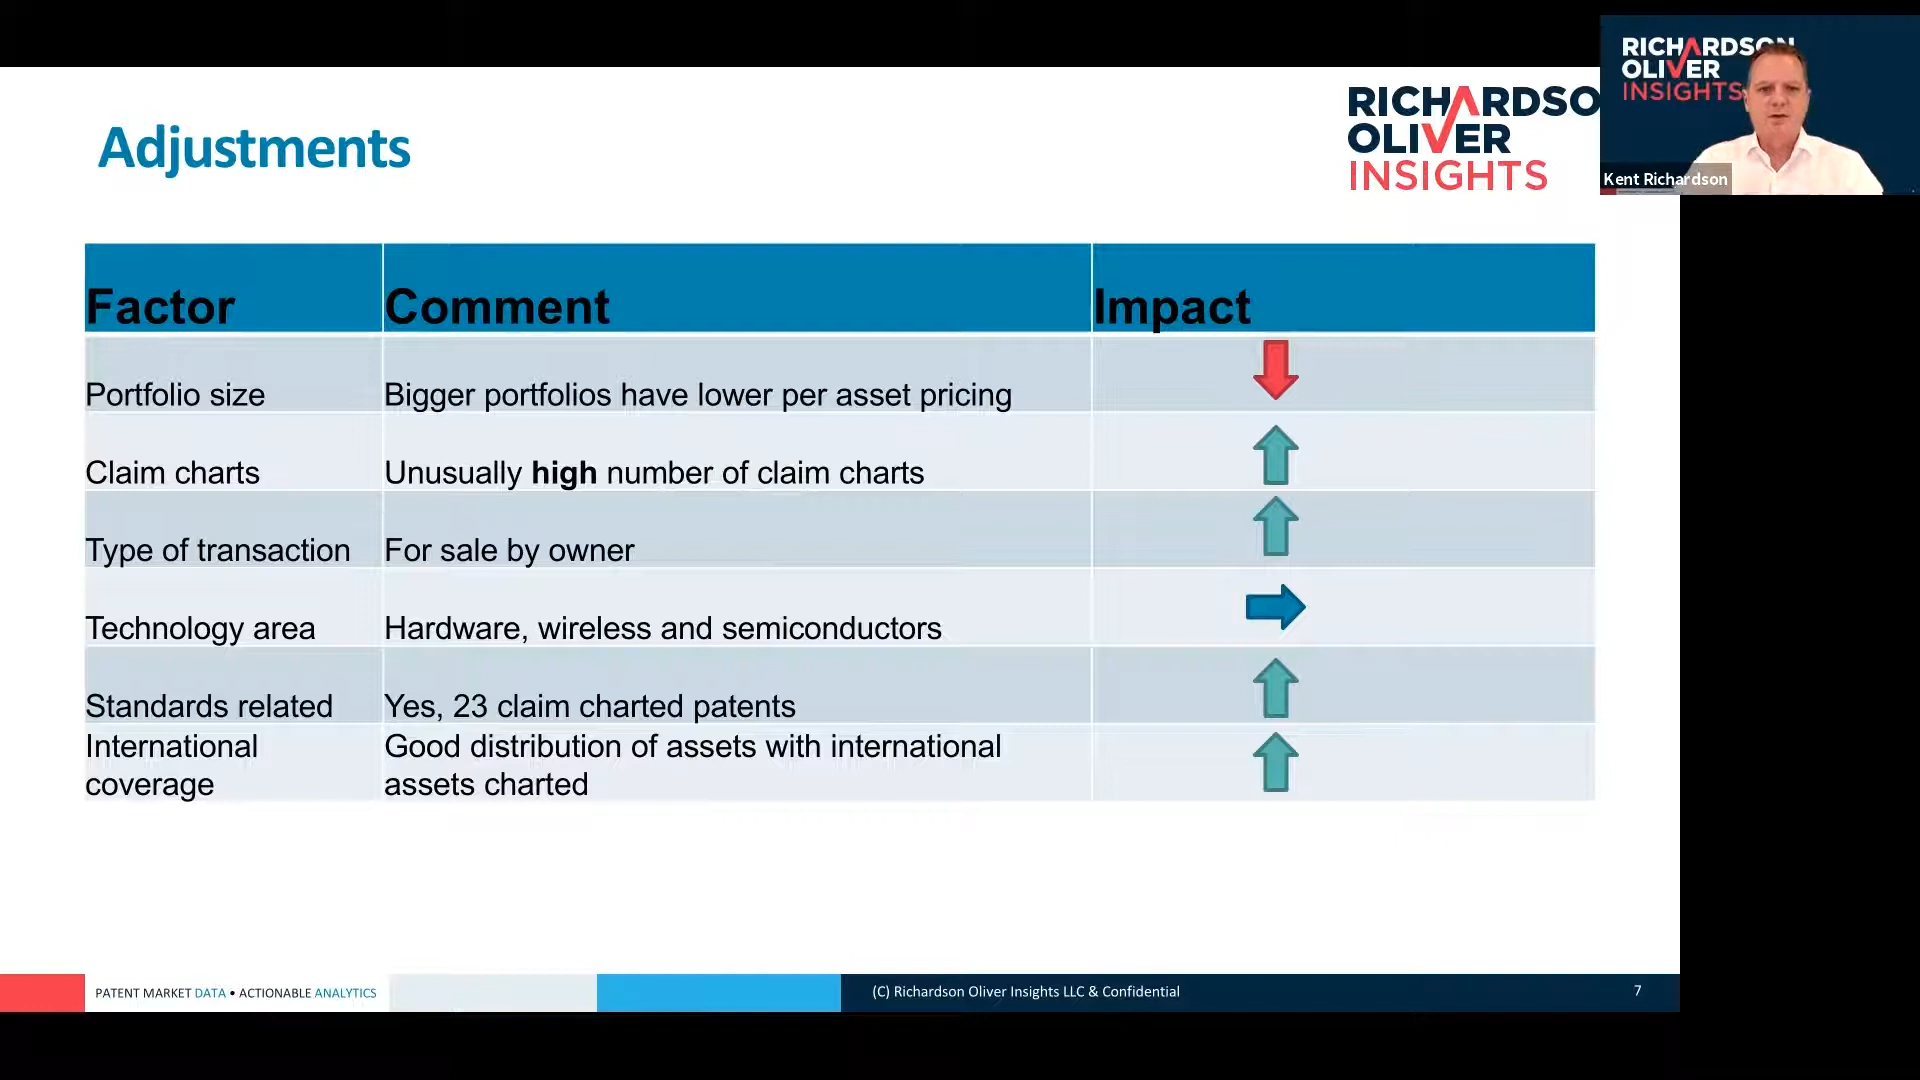 Adjustments
RICHARDSO
OLIVER
INSIGHTS
RICHARDSON
OLIVER
INSIGHTS
Kent Richardson
Factor Comment Impact
Portfolio size Bigger portfolios have lower per asset pricing
Claim charts Unusually high number of claim charts
Type of transaction For sale by owner
Technology area Hardware, wireless and semiconductors
Standards related Yes, 23 claim charted patents
International coverage Good distribution of assets with international assets charted
PATENT MARKET DATA • ACTIONABLE ANALYTICS
(C) Richardson Oliver Insights LLC & Confidential
7